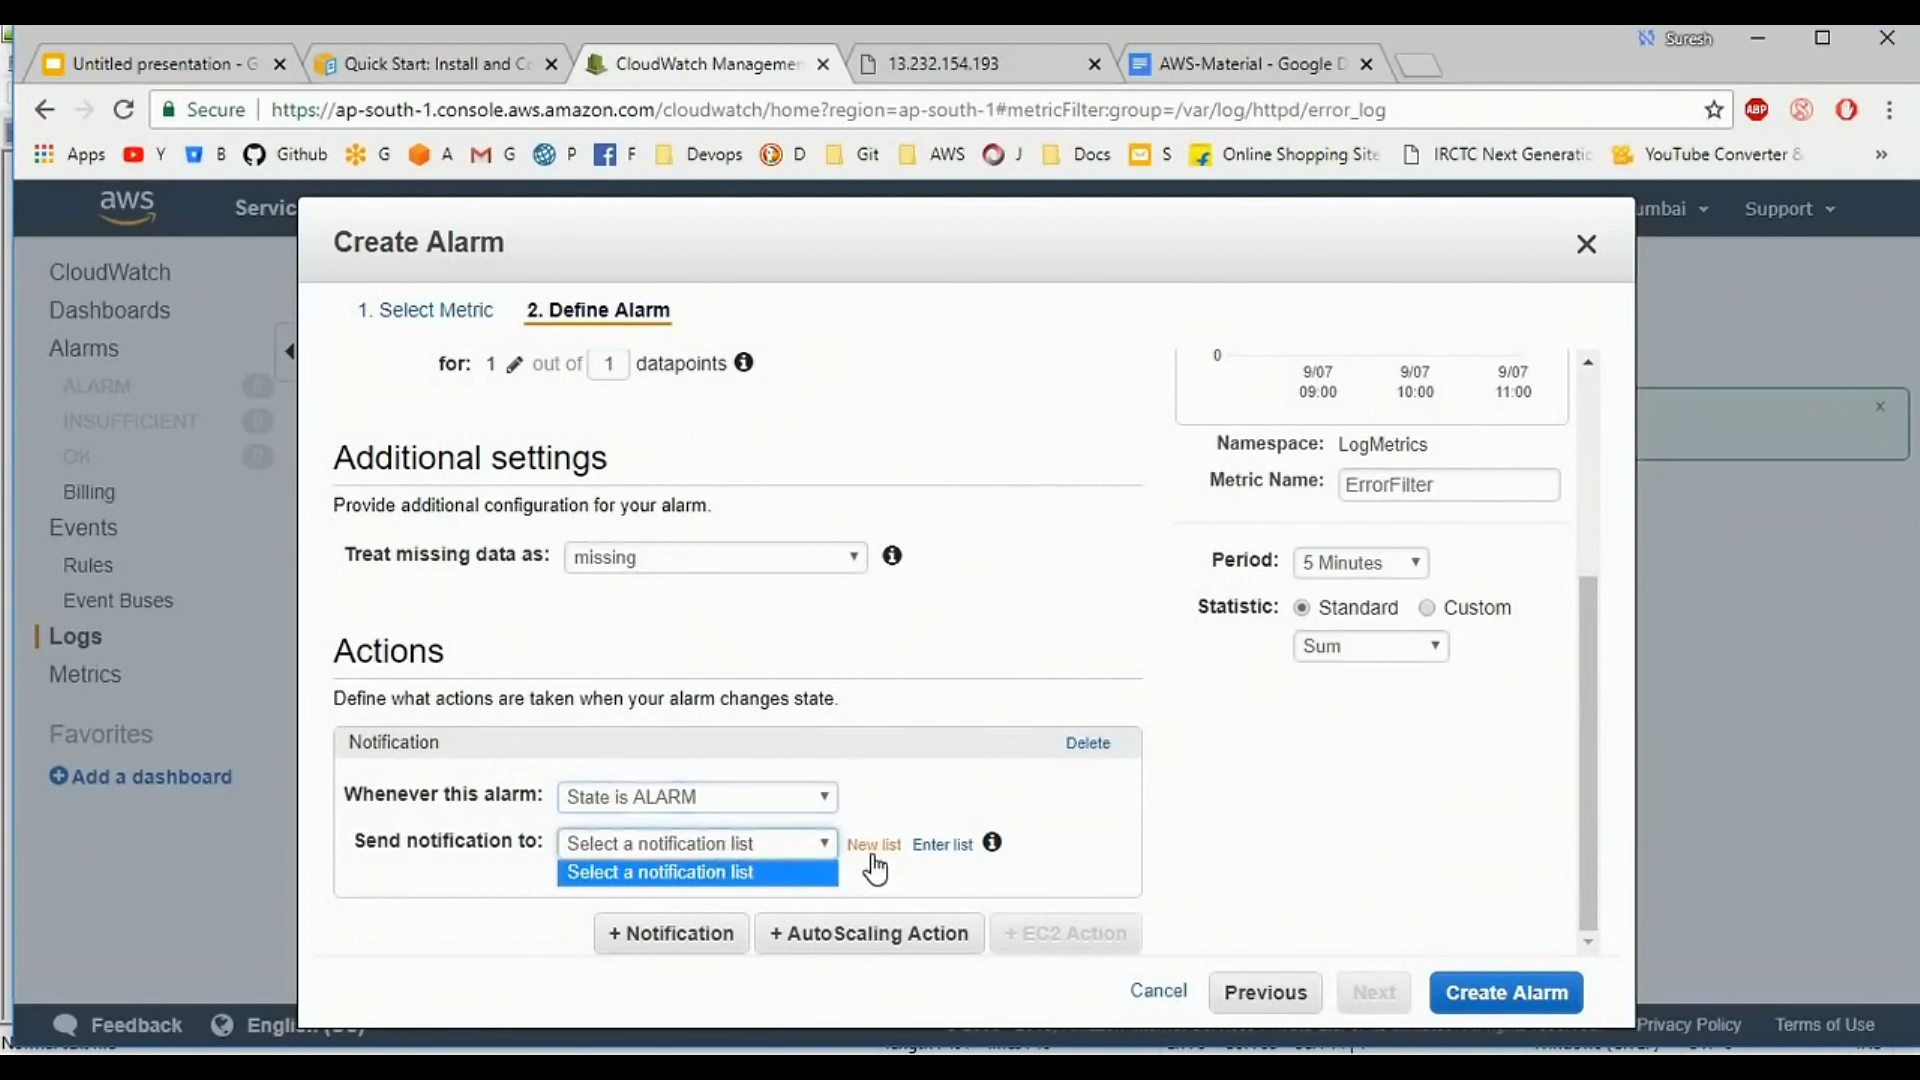 Suresh
Untitled presentation - G
Quick Start: Install and Co
CloudWatch Managemen
13.232.154.193
AWS-Material - Google D
Secure
https://ap-south-1.console.aws.amazon.com/cloudwatch/home?region=ap-south-1#metricFilter:group=/var/log/httpd/error_log
ABP
Apps Y B Github G A G P F Devops D Git AWS J Docs S Online Shopping Site IRCTC Next Generatio YouTube Converter &
aws Servic umbai Support
Create Alarm
1. Select Metric 2. Define Alarm
for: 1 out of 1 datapoints
Additional settings
Provide additional configuration for your alarm.
Treat missing data as: missing
Actions
Define what actions are taken when your alarm changes state.
Notification Delete
Whenever this alarm: State is ALARM
Send notification to: Select a notification list New list Enter list
Select a notification list
+ Notification + AutoScaling Action + EC2 Action
Cancel Previous Next Create Alarm
0
9/07 9/07 9/07
09:00 10:00 11:00
Namespace: LogMetrics
Metric Name: ErrorFilter
Period: 5 Minutes
Statistic: Standard Custom
Sum
CloudWatch
Dashboards
Alarms
ALARM 0
INSUFFICIENT 0
OK 0
Billing
Events
Rules
Event Buses
Logs
Metrics
Favorites
Add a dashboard
Feedback Privacy Policy Terms of Use